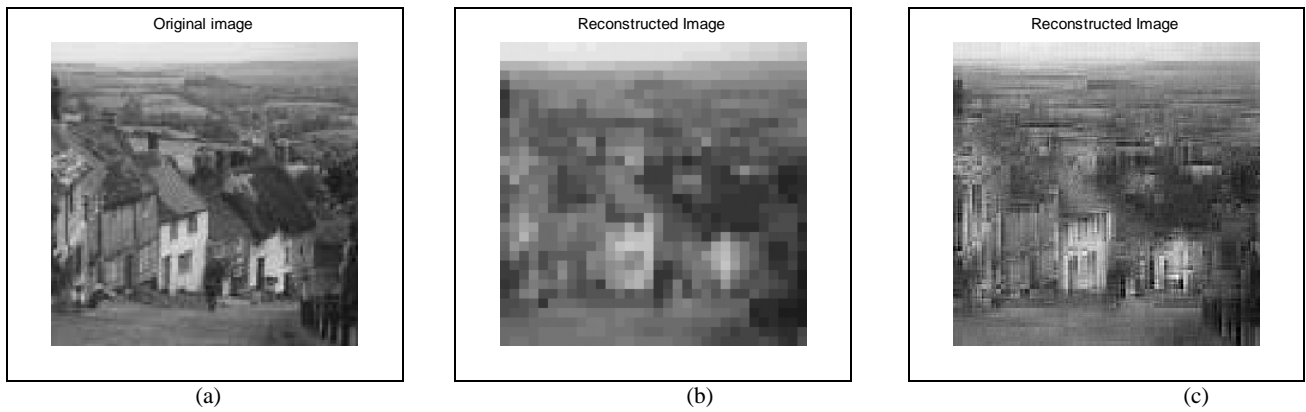 Original image
Reconstructed Image
Reconstructed Image
(a)
(b)
(c)